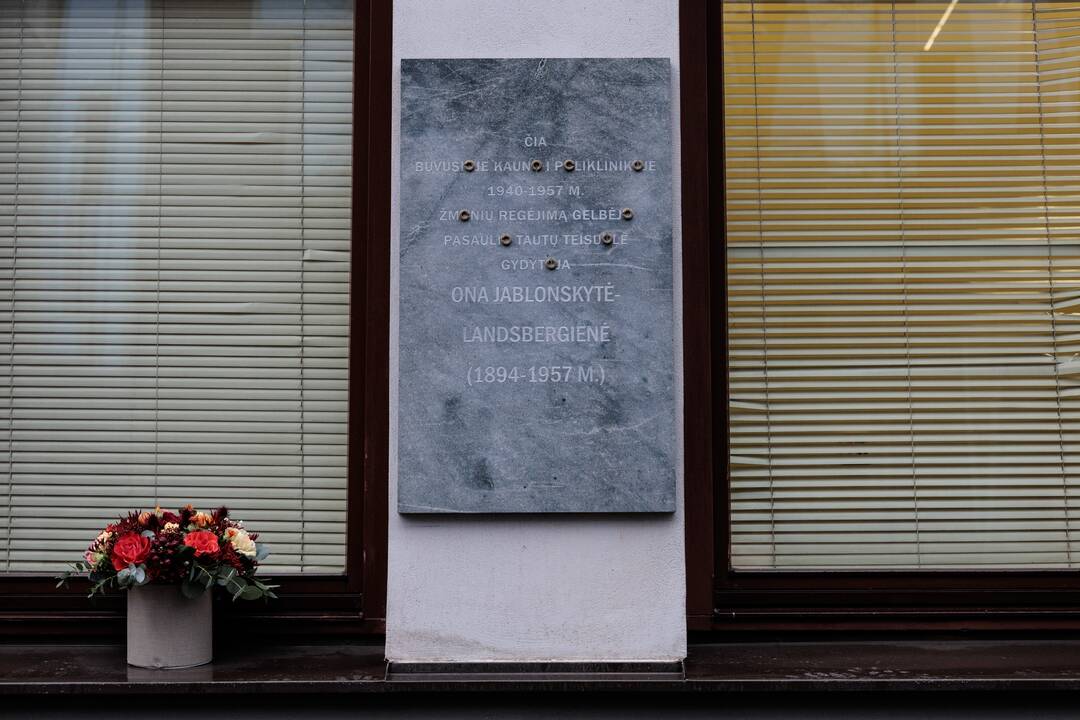 ČIA
BUVUSIOJE KAUNO I POLIKLINIKOJE
1940-1957 M.
ŽMONIŲ REGĖJIMĄ GELBĖJO
PASAULIO TAUTŲ TEISUOLĖ
GYDYTOJA
ONA JABLONSKYTĖ-
LANDSBERGIENĖ
(1894-1957 M.)